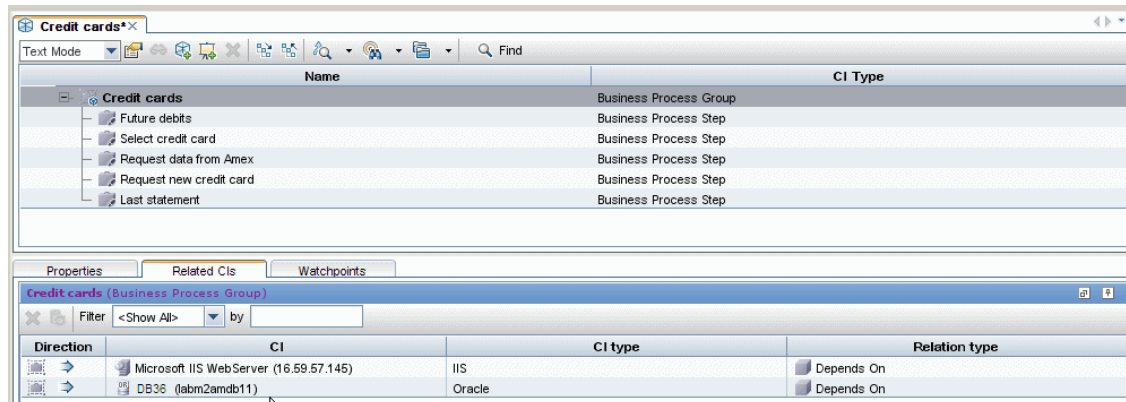 Credit cards*
Text Mode Find
Name CI Type
Credit cards Business Process Group
Future debits Business Process Step
Select credit card Business Process Step
Request data from Amex Business Process Step
Request new credit card Business Process Step
Last statement Business Process Step
Properties Related CIs Watchpoints
Credit cards (Business Process Group)
Filter <Show All> by
Direction CI CI type Relation type
Microsoft IIS WebServer (16.59.57.145) IIS Depends On
DB36 (labm2amdb11) Oracle Depends On